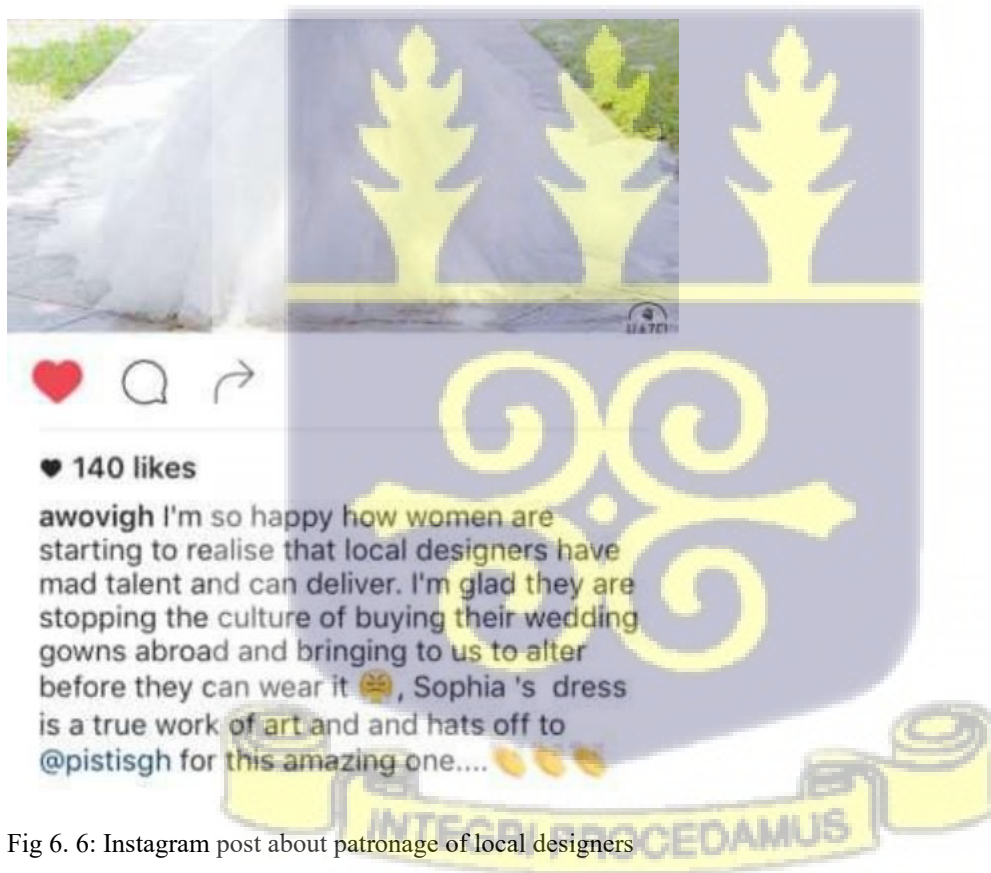 140 likes
awovigh I'm so happy how women are
starting to realise that local designers have
mad talent and can deliver. I'm glad they are
stopping the culture of buying their wedding
gowns abroad and bringing to us to alter
before they can wear it 😤, Sophia 's  dress
is a true work of art and and hats off to
@pistisgh for this amazing one.... 👏👏👏
INTEGRI PROCEDAMUS
Fig 6. 6: Instagram post about patronage of local designers